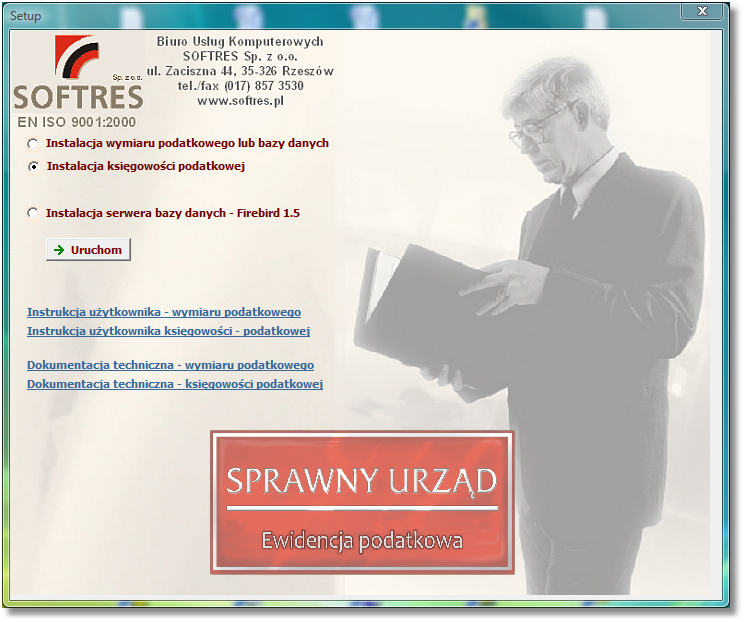 Setup
Biuro Usług Komputerowych
SOFTRES Sp. z o.o.
ul. Zaciszna 44, 35-326 Rzeszów
tel./fax (017) 857 3530
www.softres.pl
Sp. z o.o.
SOFTRES
EN ISO 9001:2000
Instalacja wymiaru podatkowego lub bazy danych
Instalacja księgowości podatkowej
Instalacja serwera bazy danych - Firebird 1.5
Uruchom
Instrukcja użytkownika - wymiaru podatkowego
Instrukcja użytkownika księgowości - podatkowej
Dokumentacja techniczna - wymiaru podatkowego
Dokumentacja techniczna - księgowości podatkowej
SPRAWNY URZĄD
Ewidencja podatkowa